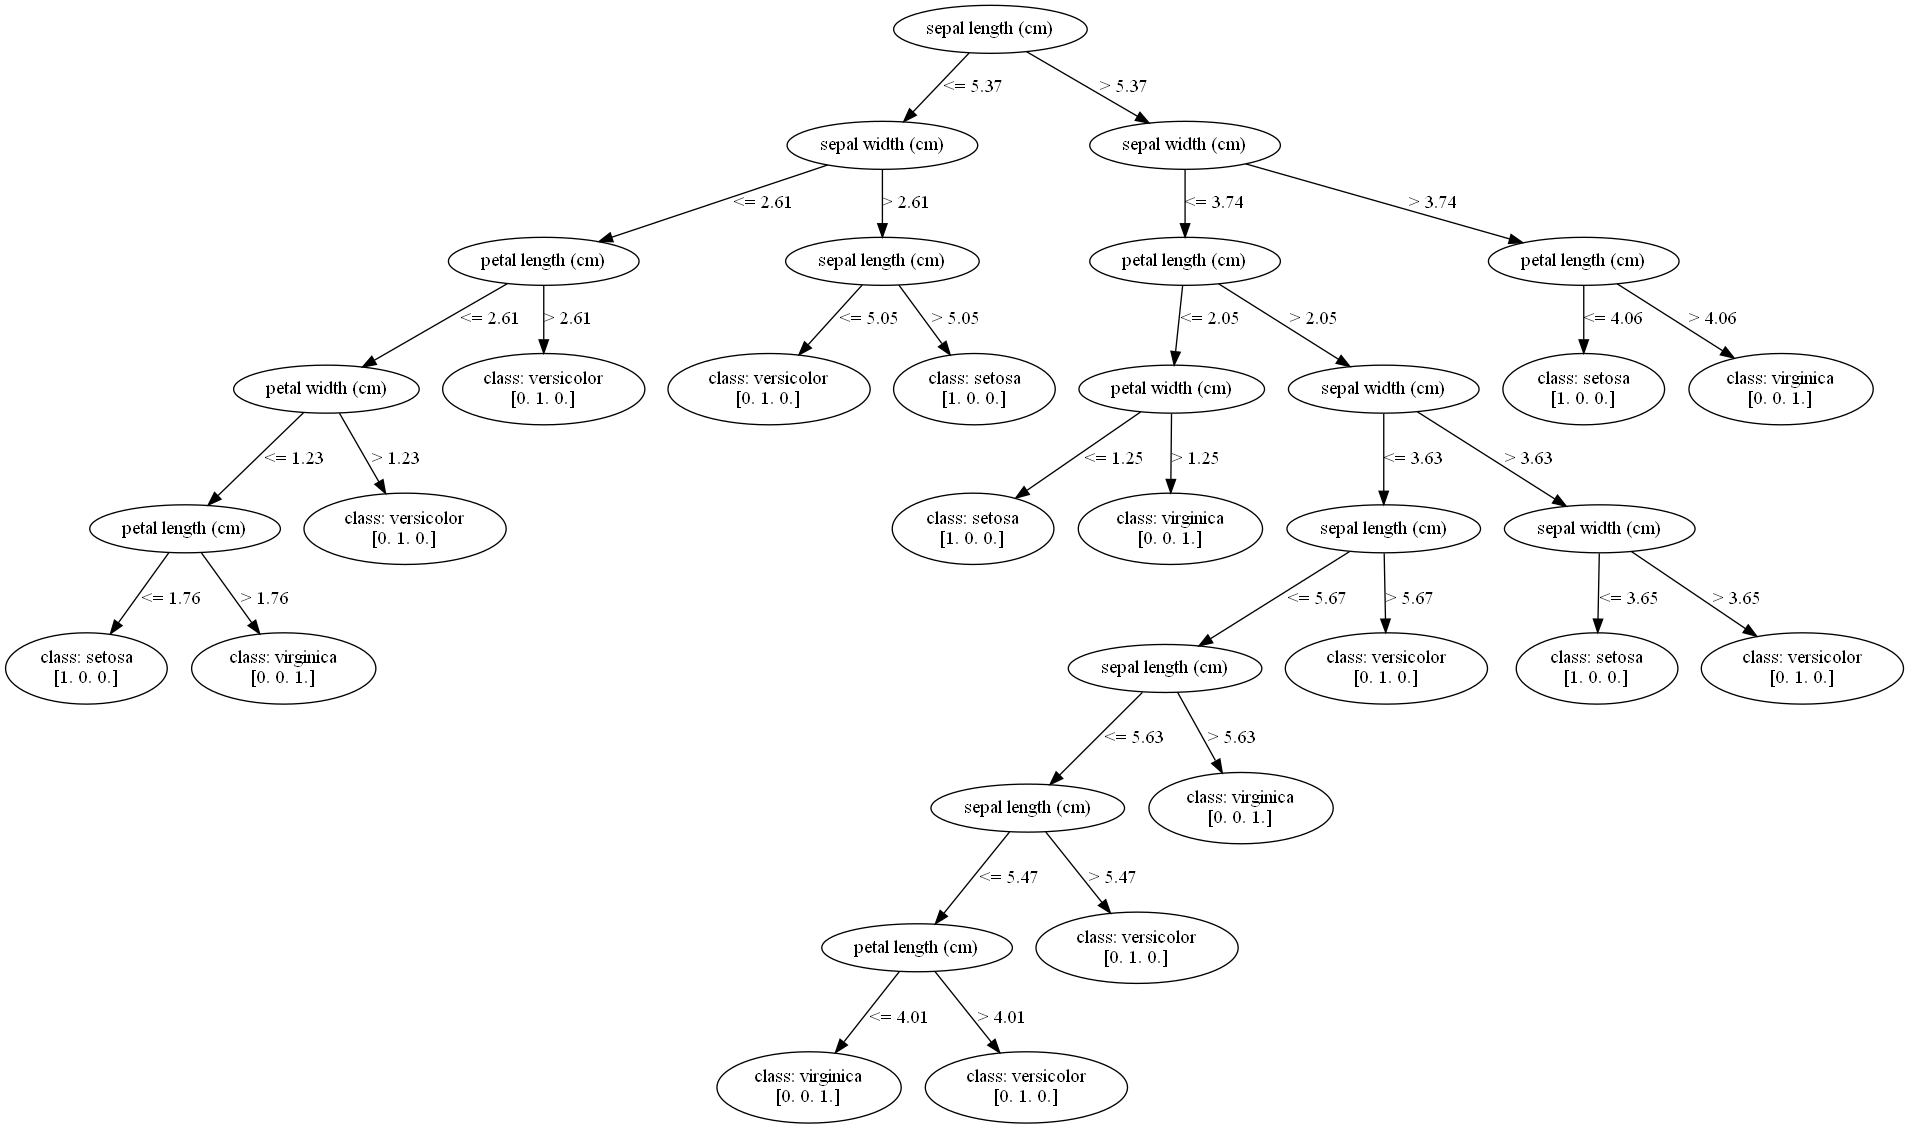 sepal length (cm)
<= 5.37
> 5.37
sepal width (cm)
sepal width (cm)
<= 2.61
> 2.61
<= 3.74
> 3.74
petal length (cm)
sepal length (cm)
petal length (cm)
petal length (cm)
<= 2.61
> 2.61
<= 5.05
> 5.05
<= 2.05
> 2.05
<= 4.06
> 4.06
petal width (cm)
class: versicolor
[0. 1. 0.]
class: versicolor
[0. 1. 0.]
class: setosa
[1. 0. 0.]
petal width (cm)
sepal width (cm)
class: setosa
[1. 0. 0.]
class: virginica
[0. 0. 1.]
<= 1.23
> 1.23
<= 1.25
> 1.25
<= 3.63
> 3.63
petal length (cm)
class: versicolor
[0. 1. 0.]
class: setosa
[1. 0. 0.]
class: virginica
[0. 0. 1.]
sepal length (cm)
sepal width (cm)
<= 1.76
> 1.76
<= 5.67
> 5.67
<= 3.65
> 3.65
class: setosa
[1. 0. 0.]
class: virginica
[0. 0. 1.]
sepal length (cm)
class: versicolor
[0. 1. 0.]
class: setosa
[1. 0. 0.]
class: versicolor
[0. 1. 0.]
<= 5.63
> 5.63
sepal length (cm)
class: virginica
[0. 0. 1.]
<= 5.47
> 5.47
petal length (cm)
class: versicolor
[0. 1. 0.]
<= 4.01
> 4.01
class: virginica
[0. 0. 1.]
class: versicolor
[0. 1. 0.]